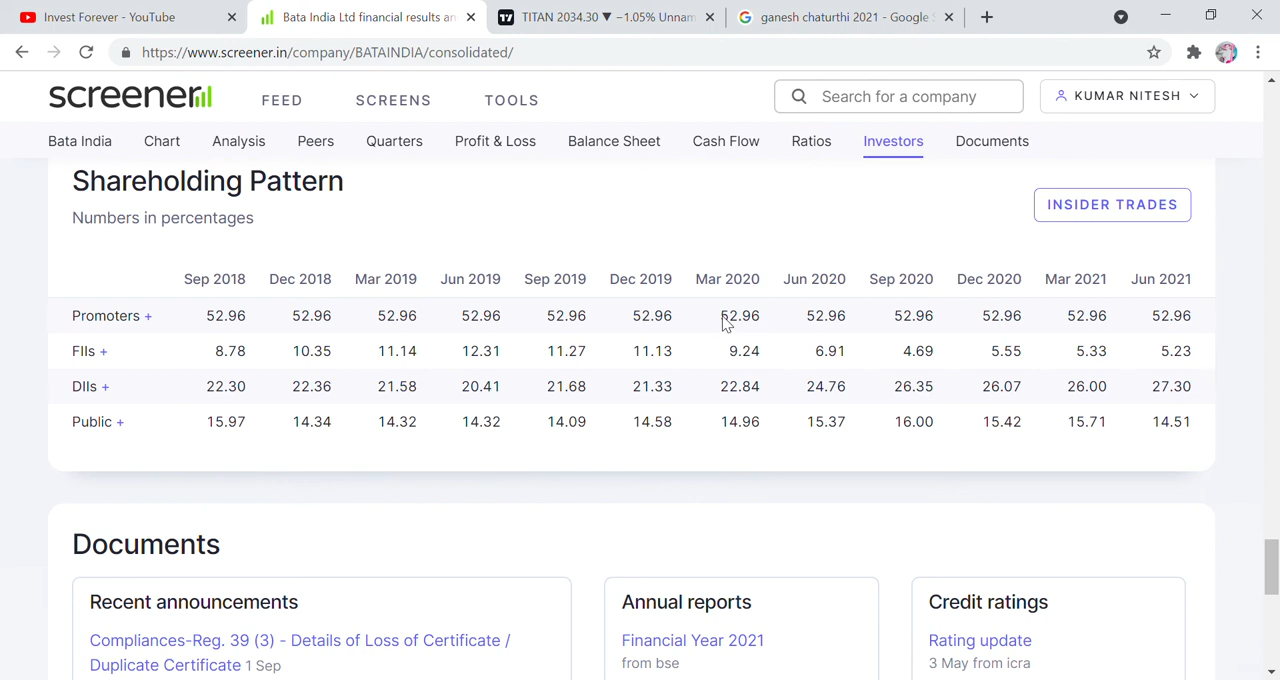 Invest Forever - YouTube
Bata India Ltd financial results an
TITAN 2034.30 ▼ −1.05% Unnam
ganesh chaturthi 2021 - Google S
https://www.screener.in/company/BATAINDIA/consolidated/
screener
FEED SCREENS TOOLS
Search for a company
KUMAR NITESH
Bata India Chart Analysis Peers Quarters Profit & Loss Balance Sheet Cash Flow Ratios Investors Documents
Shareholding Pattern
Numbers in percentages
INSIDER TRADES
Sep 2018 Dec 2018 Mar 2019 Jun 2019 Sep 2019 Dec 2019 Mar 2020 Jun 2020 Sep 2020 Dec 2020 Mar 2021 Jun 2021
Promoters + 52.96 52.96 52.96 52.96 52.96 52.96 52.96 52.96 52.96 52.96 52.96 52.96
FIIs + 8.78 10.35 11.14 12.31 11.27 11.13 9.24 6.91 4.69 5.55 5.33 5.23
DIIs + 22.30 22.36 21.58 20.41 21.68 21.33 22.84 24.76 26.35 26.07 26.00 27.30
Public + 15.97 14.34 14.32 14.32 14.09 14.58 14.96 15.37 16.00 15.42 15.71 14.51
Documents
Recent announcements
Compliances-Reg. 39 (3) - Details of Loss of Certificate /
Duplicate Certificate 1 Sep
Annual reports
Financial Year 2021
from bse
Credit ratings
Rating update
3 May from icra